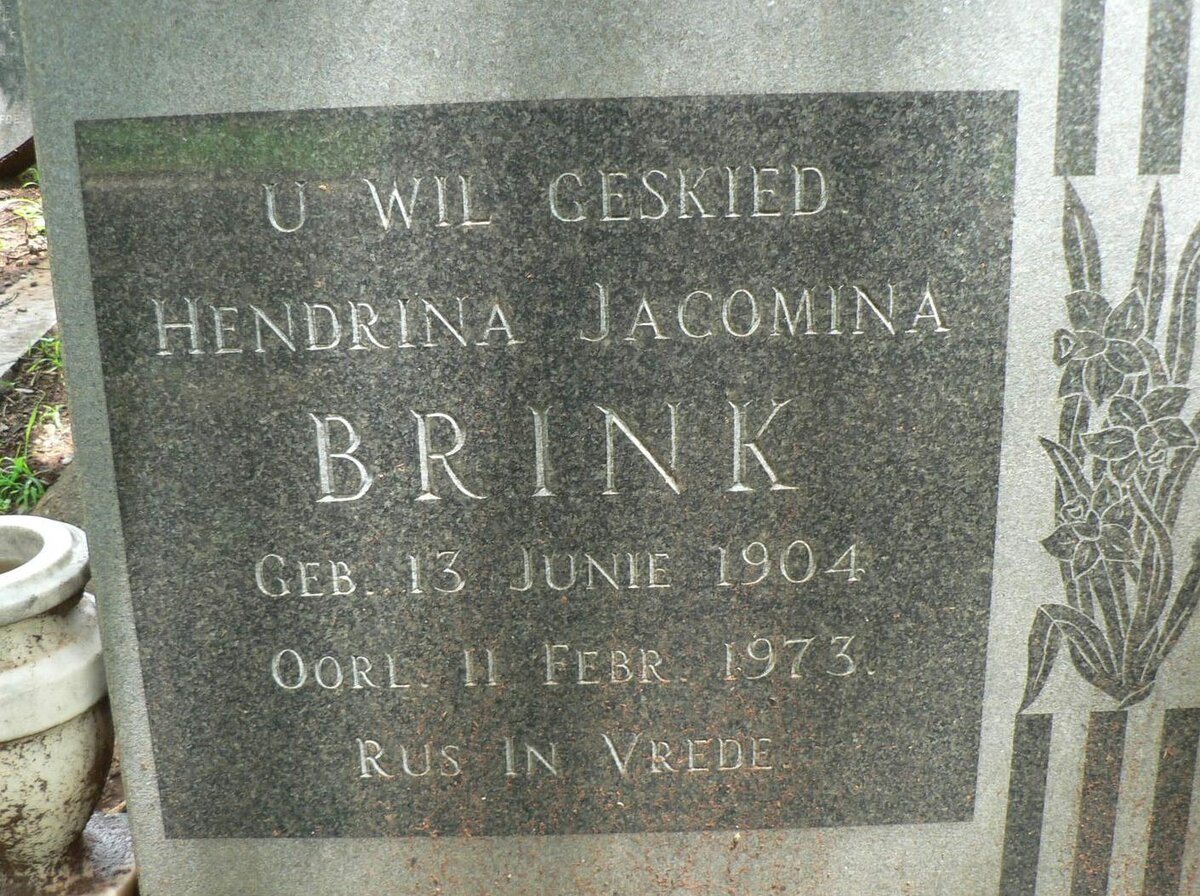 U WIL GESKIED.
HENDRINA JACOMINA
BRINK
GEB. 13 JUNIE 1904
OORL. 11 FEBR. 1973.
RUS IN VREDE.